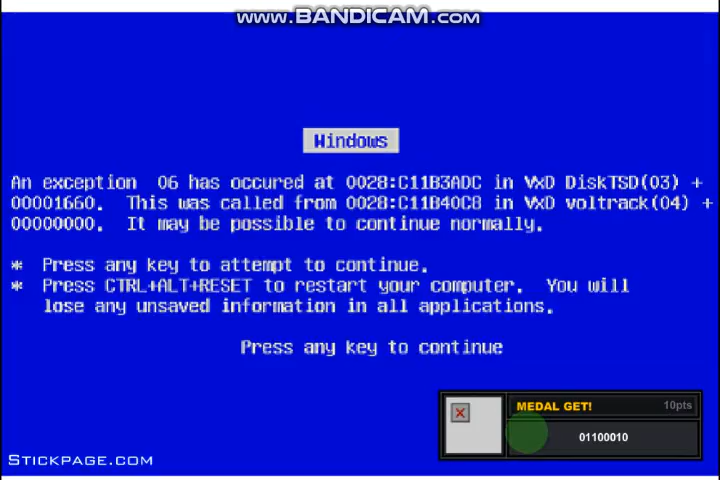 www.BANDICAM.com
Windows
An exception 06 has occured at 0028:C11B3ADC in VxD DiskTSD(03) +
00001660. This was called from 0028:C11B40C8 in VxD voltrack(04) +
00000000. It may be possible to continue normally.
* Press any key to attempt to continue.
* Press CTRL+ALT+RESET to restart your computer. You will
lose any unsaved information in all applications.
Press any key to continue
MEDAL GET! 10pts
01100010
STICKPAGE.COM